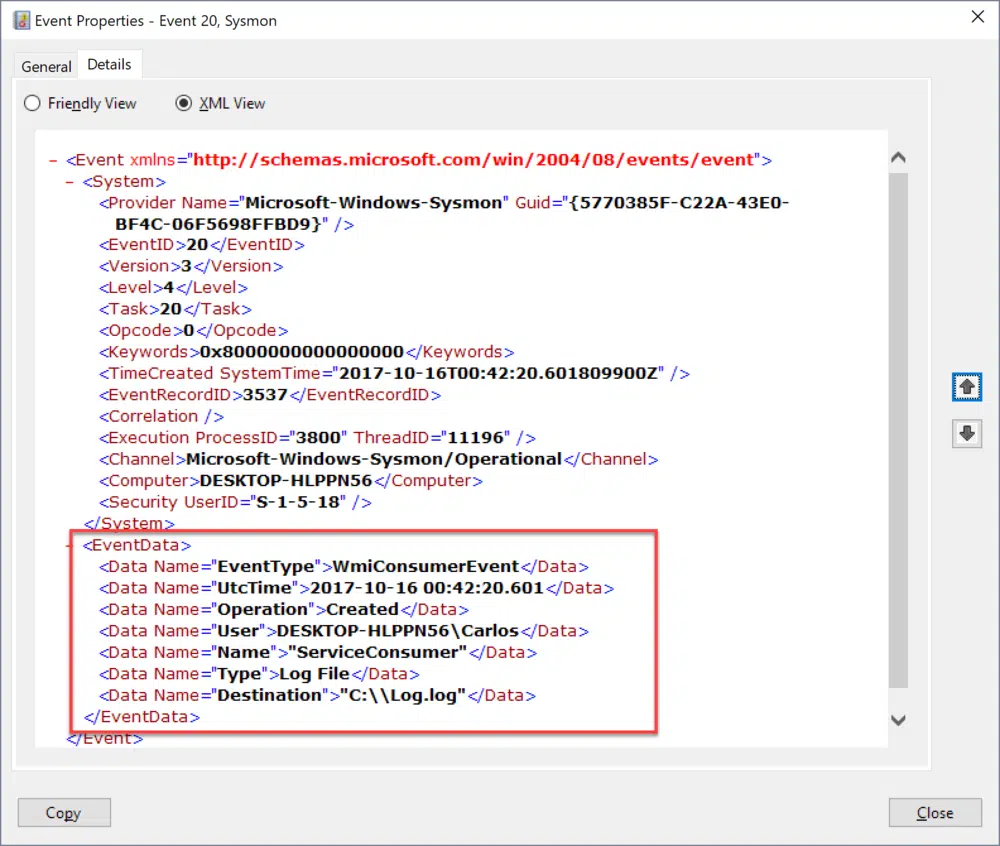 Event Properties - Event 20, Sysmon
General
Details
Friendly View
XML View
– <Event xmlns="http://schemas.microsoft.com/win/2004/08/events/event">
– <System>
<Provider Name="Microsoft-Windows-Sysmon" Guid="{5770385F-C22A-43E0-
BF4C-06F5698FFBD9}" />
<EventID>20</EventID>
<Version>3</Version>
<Level>4</Level>
<Task>20</Task>
<Opcode>0</Opcode>
<Keywords>0x8000000000000000</Keywords>
<TimeCreated SystemTime="2017-10-16T00:42:20.601809900Z" />
<EventRecordID>3537</EventRecordID>
<Correlation />
<Execution ProcessID="3800" ThreadID="11196" />
<Channel>Microsoft-Windows-Sysmon/Operational</Channel>
<Computer>DESKTOP-HLPPN56</Computer>
<Security UserID="S-1-5-18" />
</System>
– <EventData>
<Data Name="EventType">WmiConsumerEvent</Data>
<Data Name="UtcTime">2017-10-16 00:42:20.601</Data>
<Data Name="Operation">Created</Data>
<Data Name="User">DESKTOP-HLPPN56\Carlos</Data>
<Data Name="Name">"ServiceConsumer"</Data>
<Data Name="Type">Log File</Data>
<Data Name="Destination">"C:\\Log.log"</Data>
</EventData>
</Event>
Copy
Close